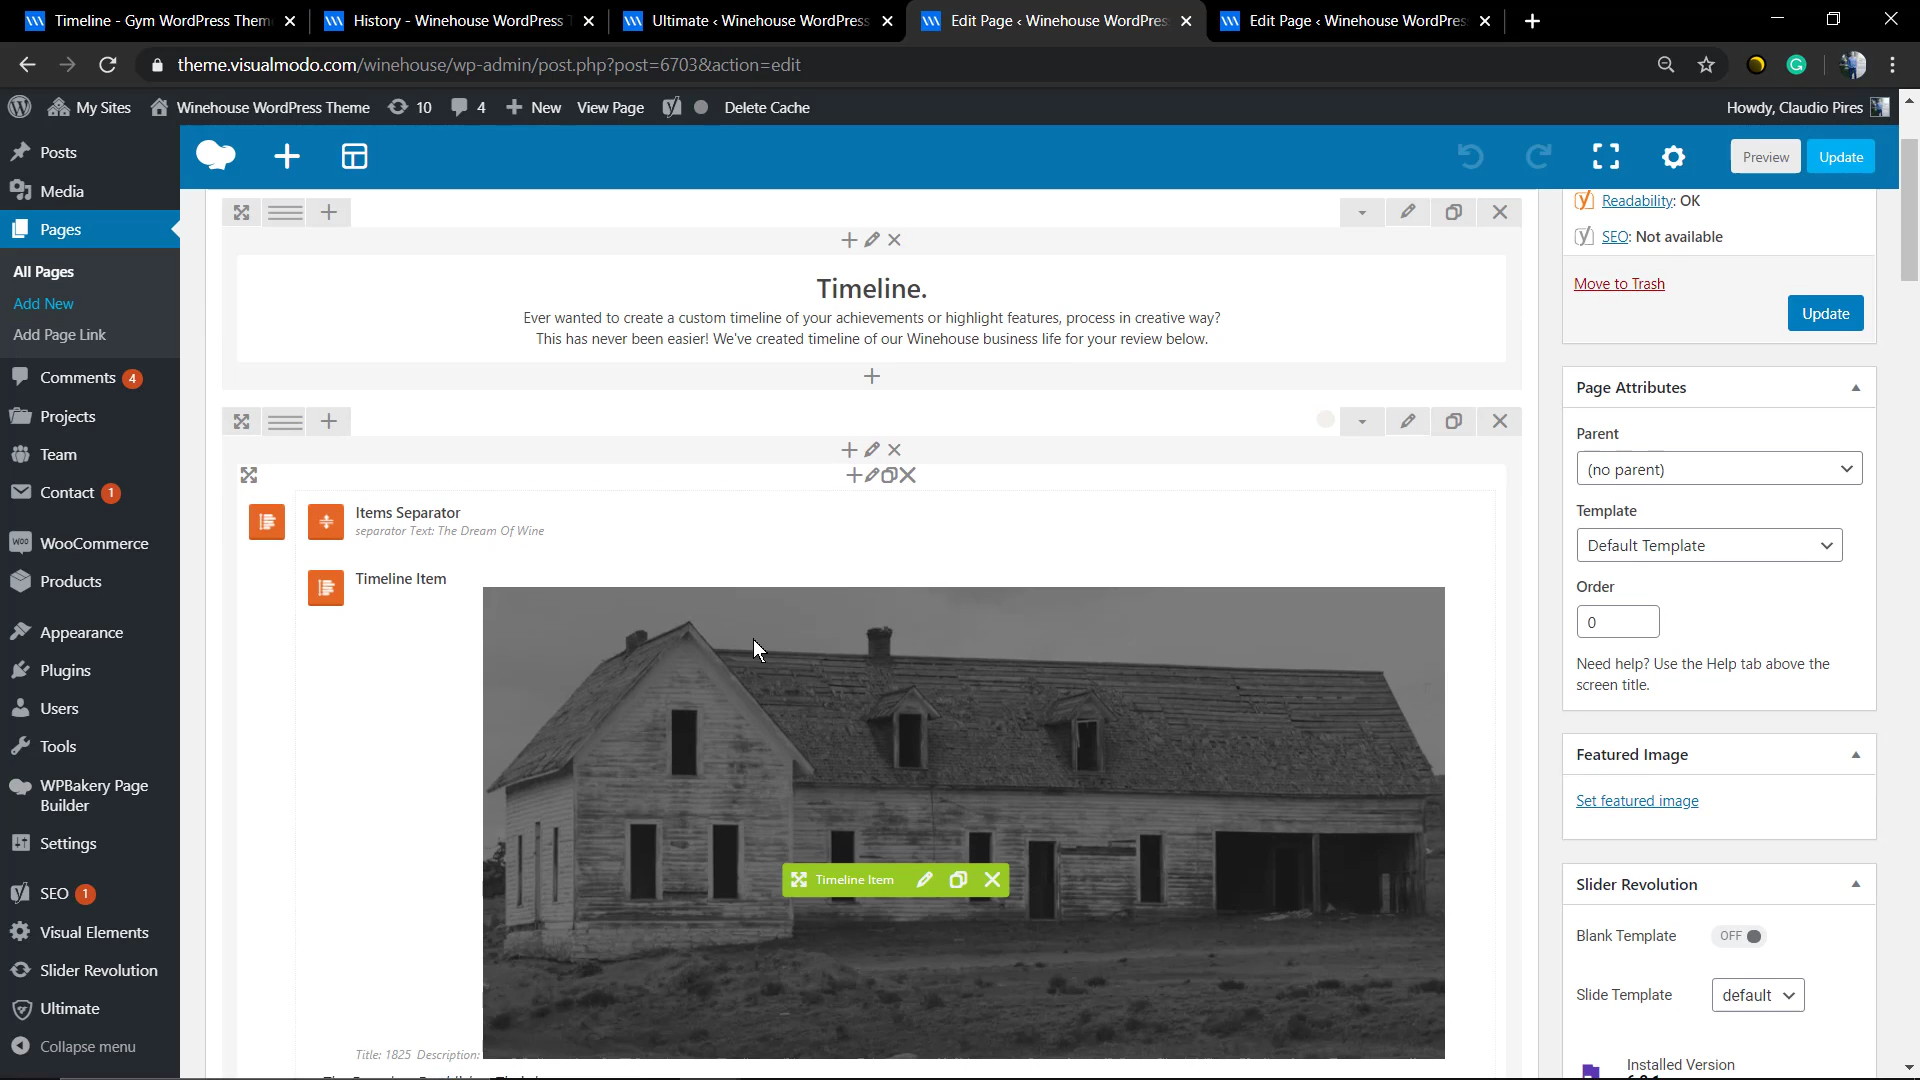 Timeline - Gym WordPress Them
History - Winehouse WordPress T
Ultimate ‹ Winehouse WordPress
Edit Page ‹ Winehouse WordPres
Edit Page ‹ Winehouse WordPres
theme.visualmodo.com/winehouse/wp-admin/post.php?post=6703&action=edit
My Sites
Winehouse WordPress Theme
10
4
New
View Page
Delete Cache
Howdy, Claudio Pires
Posts
Media
Pages
All Pages
Add New
Add Page Link
Comments 4
Projects
Team
Contact 1
WooCommerce
Products
Appearance
Plugins
Users
Tools
WPBakery Page
Builder
Settings
SEO 1
Visual Elements
Slider Revolution
Ultimate
Collapse menu
Preview
Update
Timeline.
Ever wanted to create a custom timeline of your achievements or highlight features, process in creative way?
This has never been easier! We've created timeline of our Winehouse business life for your review below.
Items Separator
separator Text: The Dream Of Wine
Timeline Item
Timeline Item
Title: 1825 Description:
Readability: OK
SEO: Not available
Move to Trash
Update
Page Attributes
Parent
(no parent)
Template
Default Template
Order
0
Need help? Use the Help tab above the
screen title.
Featured Image
Set featured image
Slider Revolution
Blank Template
OFF
Slide Template
default
Installed Version